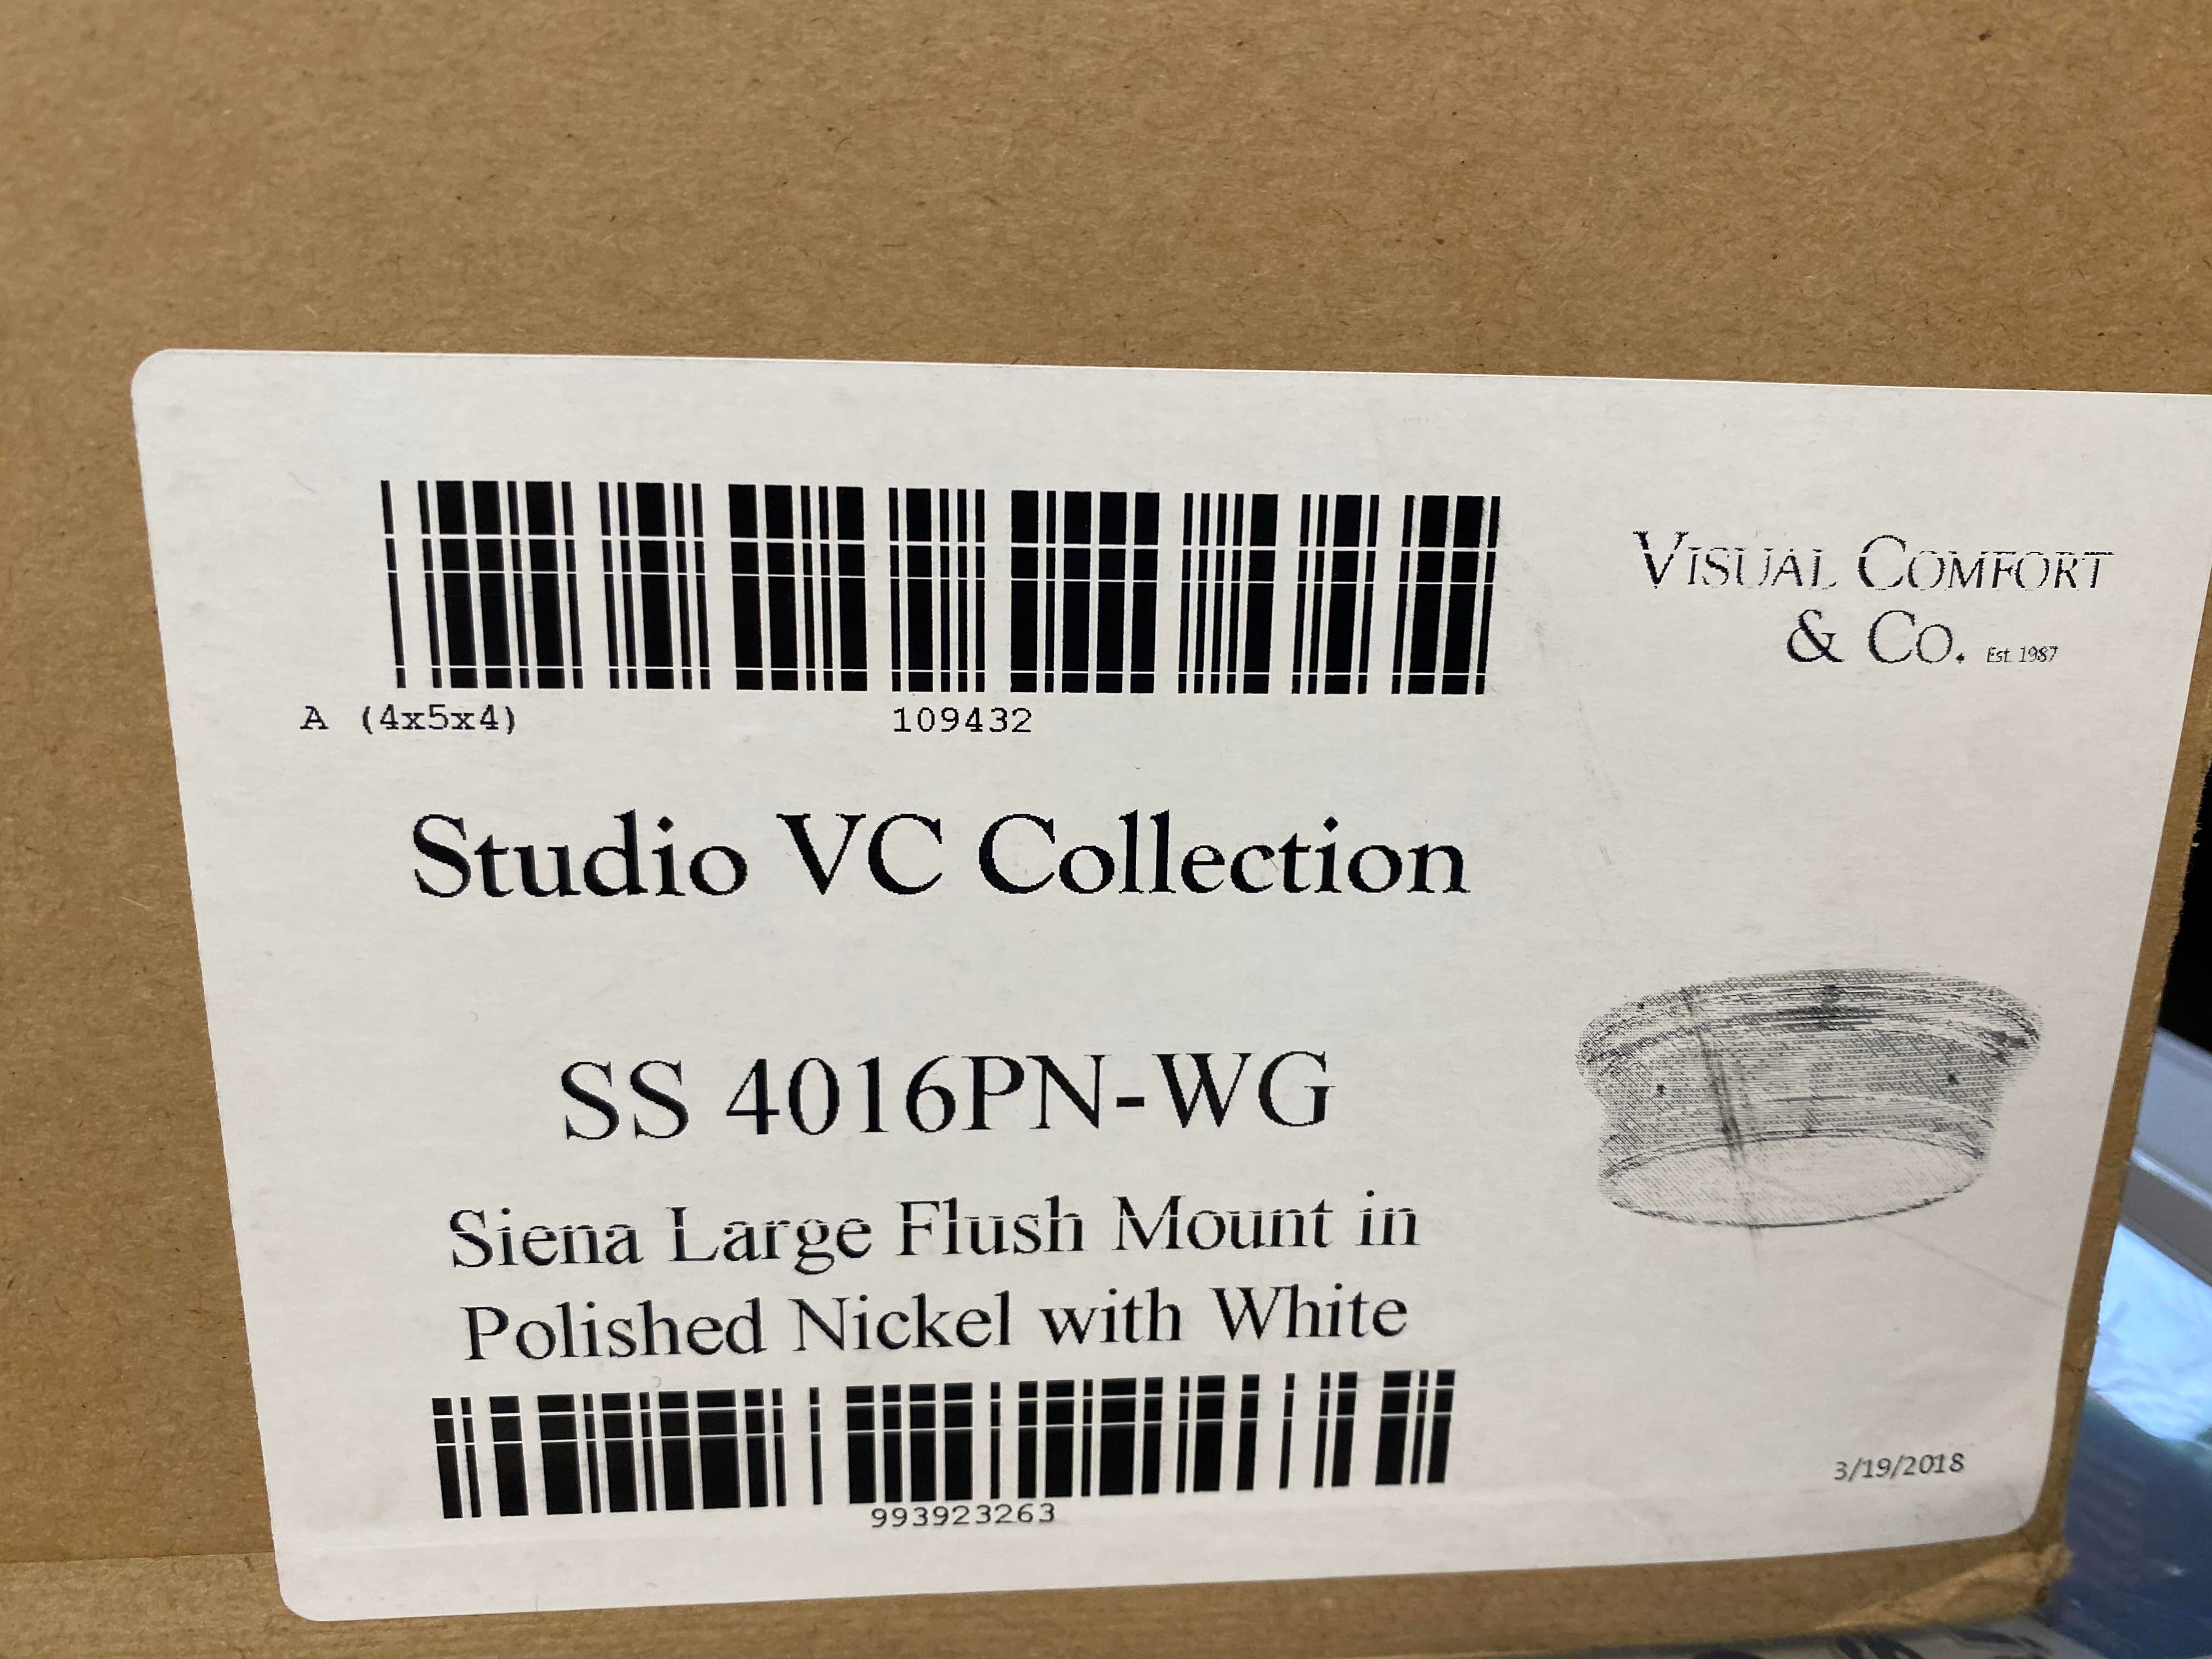 VISUAL COMFORT
& CO. Est. 1987
A (4x5x4) 109432
Studio VC Collection
SS 4016PN-WG
Siena Large Flush Mount in
Polished Nickel with White
993923263
3/19/2018